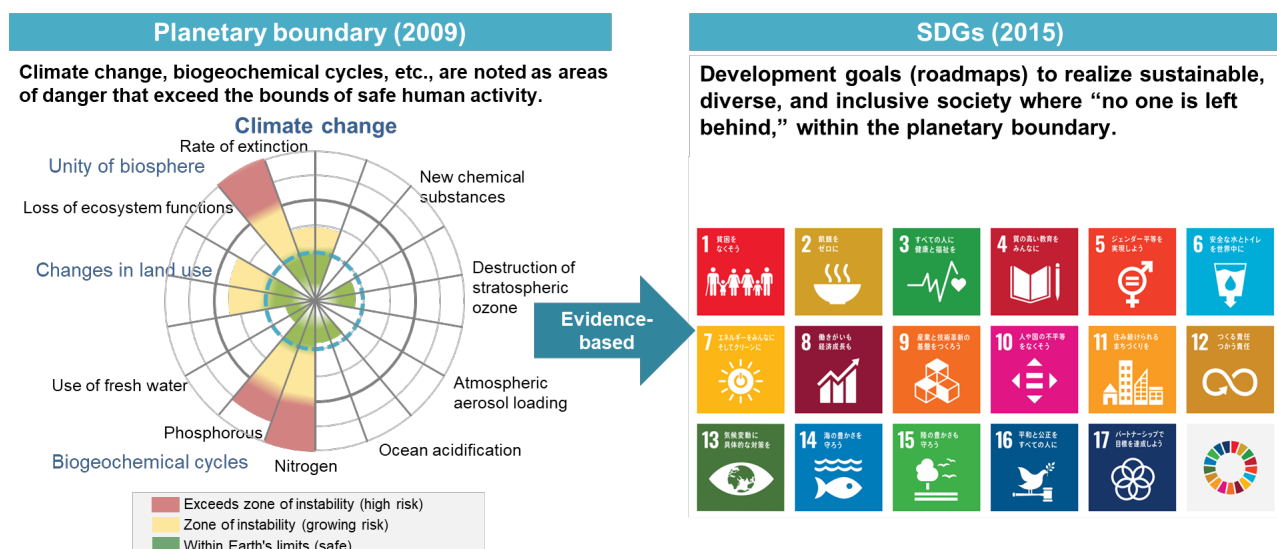 Planetary boundary (2009)
Climate change, biogeochemical cycles, etc., are noted as areas
of danger that exceed the bounds of safe human activity.
Climate change
Rate of extinction
Unity of biosphere
New chemical
substances
Loss of ecosystem functions
Changes in land use
Destruction of
stratospheric
ozone
Use of fresh water
Atmospheric
aerosol loading
Phosphorous
Ocean acidification
Biogeochemical cycles
Nitrogen
Exceeds zone of instability (high risk)
Zone of instability (growing risk)
Within Earth's limits (safe)
Evidence-
based
SDGs (2015)
Development goals (roadmaps) to realize sustainable,
diverse, and inclusive society where “no one is left
behind,” within the planetary boundary.
1 貧困を
なくそう
2 飢餓を
ゼロに
3 すべての人に
健康と福祉を
4 質の高い教育を
みんなに
5 ジェンダー平等を
実現しよう
6 安全な水とトイレ
を世界中に
7 エネルギーをみんなに
そしてクリーンに
8 働きがいも
経済成長も
9 産業と技術革新の
基盤をつくろう
10 人や国の不平等
をなくそう
11 住み続けられる
まちづくりを
12 つくる責任
つかう責任
13 気候変動に
具体的な対策を
14 海の豊かさを
守ろう
15 陸の豊かさも
守ろう
16 平和と公正を
すべての人に
17 パートナーシップで
目標を達成しよう